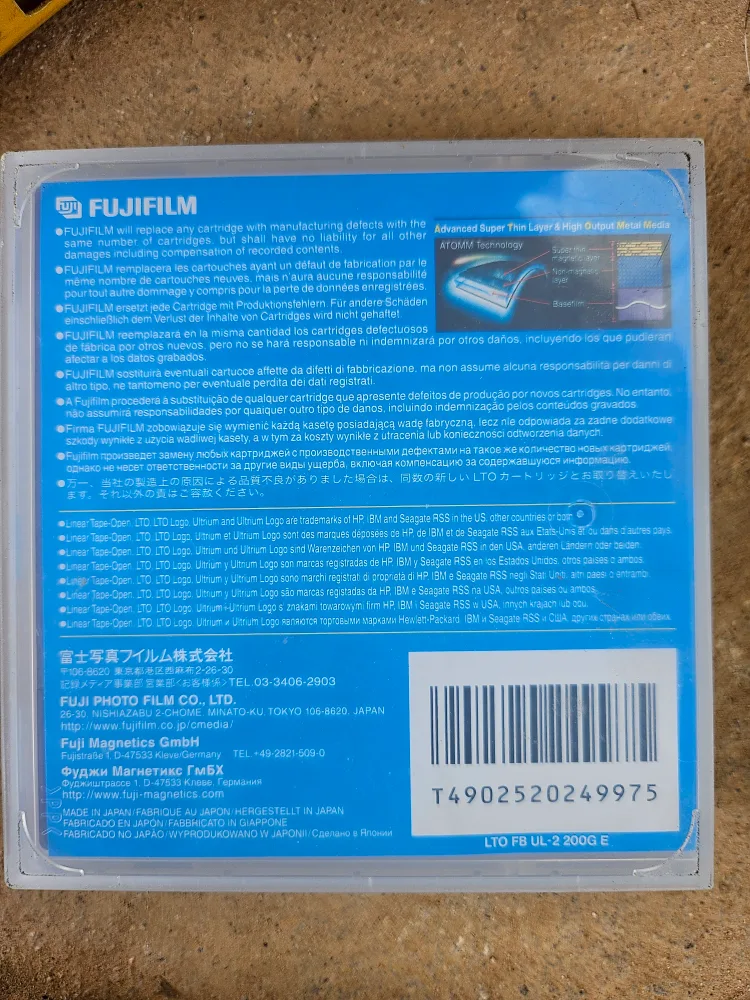 FUJIFILM
●FUJIFILM will replace any cartridge with manufacturing defects with the
same number of cartridges, but shall have no liability for all other
damages including compensation of recorded contents.
●FUJIFILM remplacera les cartouches ayant un défaut de fabrication par le
même nombre de cartouches neuves, mais n'aura aucune responsabilité
pour tout autre dommage y compris pour la perte de données enregistrées.
●FUJIFILM ersetzt jede Cartridge mit Produktionsfehlern. Für andere Schäden
einschließlich dem Verlust der Inhalte von Cartridges wird nicht gehaftet.
●FUJIFILM reemplazará en la misma cantidad los cartridges defectuosos
de fábrica por otros nuevos, pero no se hará responsable ni indemnizará por otros daños, incluyendo los que pudieran
afectar a los datos grabados.
●FUJIFILM sostituirà eventuali cartucce affette da difetti di fabbricazione, ma non assume alcuna responsabilità per danni di
altro tipo, ne tantomeno per eventuale perdita dei dati registrati.
●A Fujifilm procederá à substituição de qualquer cartridge que apresente defeitos de produção por novos cartridges. No entanto,
não assumirá responsabilidades por quaiquer outro tipo de danos, incluindo indemnização pelos conteúdos gravados.
●Firma FUJIFILM zobowiązuje się wymienić każdą kasetę posiadającą wadę fabryczną, lecz nie odpowiada za żadne dodatkowe
szkody wynikłe z użycia wadliwej kasety, a w tym za koszty wynikłe z utracenia lub konieczności odtworzenia danych.
●Fujifilm произведет замену любых картриджей с производственными дефектами на такое же количество новых картриджей,
однако не несет ответственности за другие виды ущерба, включая компенсацию за содержавшуюся информацию.
●万一、当社の製造上の原因による品質不良がありました場合は、同数の新しいLTOカートリッジとお取り替えいたし
ます。それ以外の責はご容赦ください。
Advanced Super Thin Layer & High Output Metal Media
ATOMM Technology
Super thin
magnetic layer
Non-magnetic
layer
Basefilm
●Linear Tape-Open, LTO, LTO Logo, Ultrium and Ultrium Logo are trademarks of HP, IBM and Seagate RSS in the US, other countries or both.
●Linear Tape-Open, LTO, LTO Logo, Ultrium et Ultrium Logo sont des marques déposées de HP, de IBM et de Seagate RSS aux Etats-Unis et ou dans d'autres pays.
●Linear Tape-Open, LTO, LTO Logo, Ultrium und Ultrium Logo sind Warenzeichen von HP, IBM und Seagate RSS in den USA, anderen Ländern oder beiden.
●Linear Tape-Open, LTO, LTO Logo, Ultrium y Ultrium Logo son marcas registradas de HP, IBM y Seagate RSS en los Estados Unidos, otros paises o ambos.
●Linear Tape-Open, LTO, LTO Logo, Ultrium y Ultrium Logo sono marchi registrati di proprietà di HP, IBM e Seagate RSS negli Stati Uniti, altri paesi o entrambi.
●Linear Tape-Open, LTO, LTO Logo, Ultrium y Ultrium Logo são marcas registadas de HP, IBM e Seagate RSS na USA, outros paises ou ambos.
●Linear Tape-Open, LTO, LTO Logo, Ultrium i Ultrium Logo są znakami towarowymi firm HP, IBM i Seagate RSS w USA, innych krajach lub obu.
●Linear Tape-Open, LTO, LTO Logo, Ultrium и Ultrium Logo являются торговыми марками Hewlett-Packard, IBM и Seagate RSS и США, других странах или обеих.
富士写真フイルム株式会社
〒106-8620 東京都港区西麻布2-26-30
記録メディア事業部 営業部〈お客様係〉TEL.03-3406-2903
FUJI PHOTO FILM CO., LTD.
26-30, NISHIAZABU 2-CHOME, MINATO-KU, TOKYO 106-8620, JAPAN
http://www.fujifilm.co.jp/cmedia/
Fuji Magnetics GmbH
Fujistraße 1, D-47533 Kleve/Germany TEL.+49-2821-509-0
Фуджи Магнетикс ГмБХ
Фуджиштрассе 1, D-47533 Клеве, Германия
http://www.fuji-magnetics.com
MADE IN JAPAN/FABRIQUE AU JAPON/HERGESTELLT IN JAPAN
FABRICADO EN JAPÓN/FABBRICATO IN GIAPPONE
FABRICADO NO JAPÃO/WYPRODUKOWANO W JAPONII/Сделано в Японии
T4902520249975
LTO FB UL-2 200G E